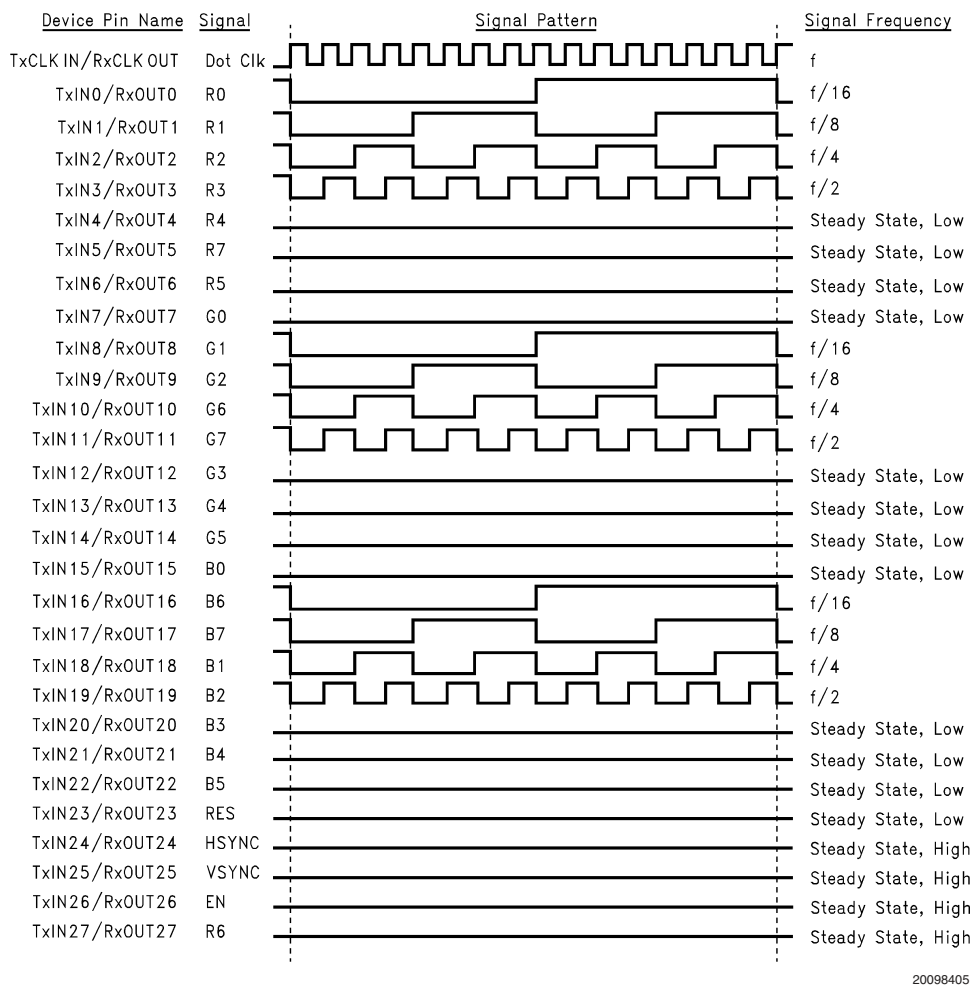 Device Pin Name Signal Signal Pattern Signal Frequency
TxCLK IN/RxCLK OUT Dot Clk f
TxIN0/RxOUT0 R0 f/16
TxIN1/RxOUT1 R1 f/8
TxIN2/RxOUT2 R2 f/4
TxIN3/RxOUT3 R3 f/2
TxIN4/RxOUT4 R4 Steady State, Low
TxIN5/RxOUT5 R7 Steady State, Low
TxIN6/RxOUT6 R5 Steady State, Low
TxIN7/RxOUT7 G0 Steady State, Low
TxIN8/RxOUT8 G1 f/16
TxIN9/RxOUT9 G2 f/8
TxIN10/RxOUT10 G6 f/4
TxIN11/RxOUT11 G7 f/2
TxIN12/RxOUT12 G3 Steady State, Low
TxIN13/RxOUT13 G4 Steady State, Low
TxIN14/RxOUT14 G5 Steady State, Low
TxIN15/RxOUT15 B0 Steady State, Low
TxIN16/RxOUT16 B6 f/16
TxIN17/RxOUT17 B7 f/8
TxIN18/RxOUT18 B1 f/4
TxIN19/RxOUT19 B2 f/2
TxIN20/RxOUT20 B3 Steady State, Low
TxIN21/RxOUT21 B4 Steady State, Low
TxIN22/RxOUT22 B5 Steady State, Low
TxIN23/RxOUT23 RES Steady State, Low
TxIN24/RxOUT24 HSYNC Steady State, High
TxIN25/RxOUT25 VSYNC Steady State, High
TxIN26/RxOUT26 EN Steady State, High
TxIN27/RxOUT27 R6 Steady State, High
20098405